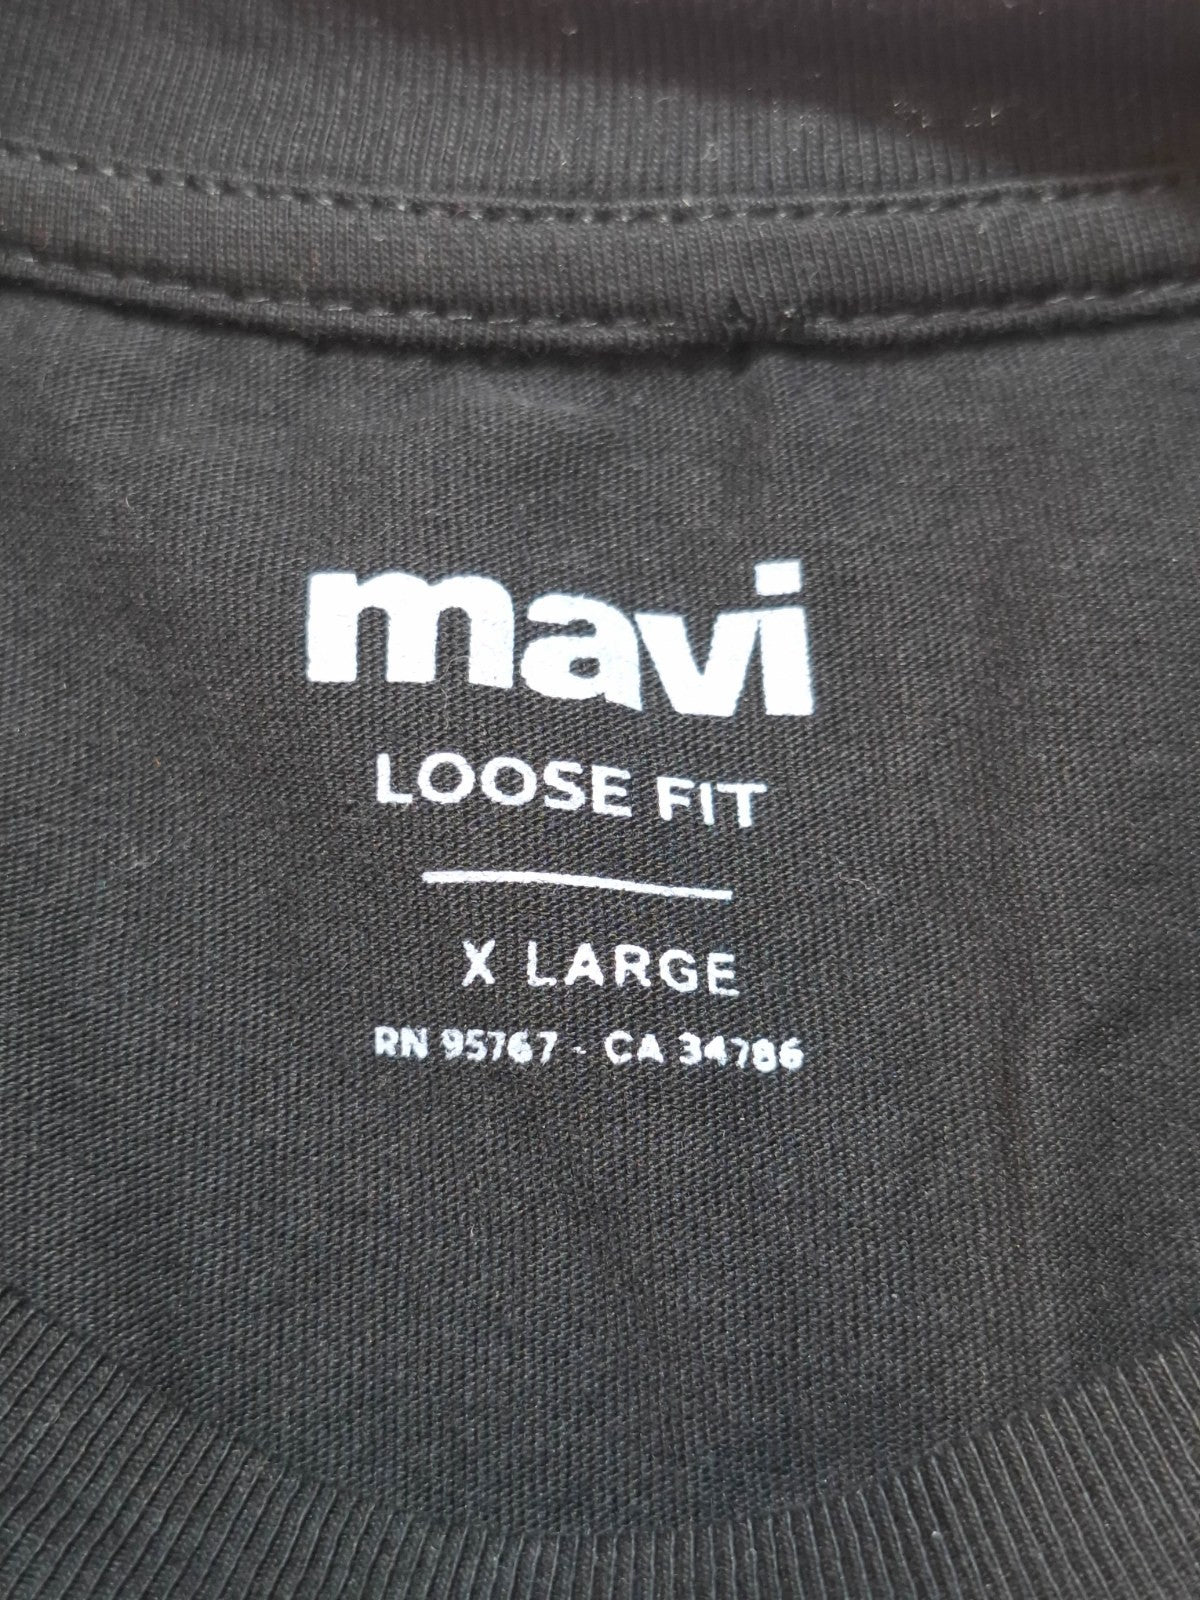 mavi
LOOSE FIT
X LARGE
RN 95767 - CA 34786